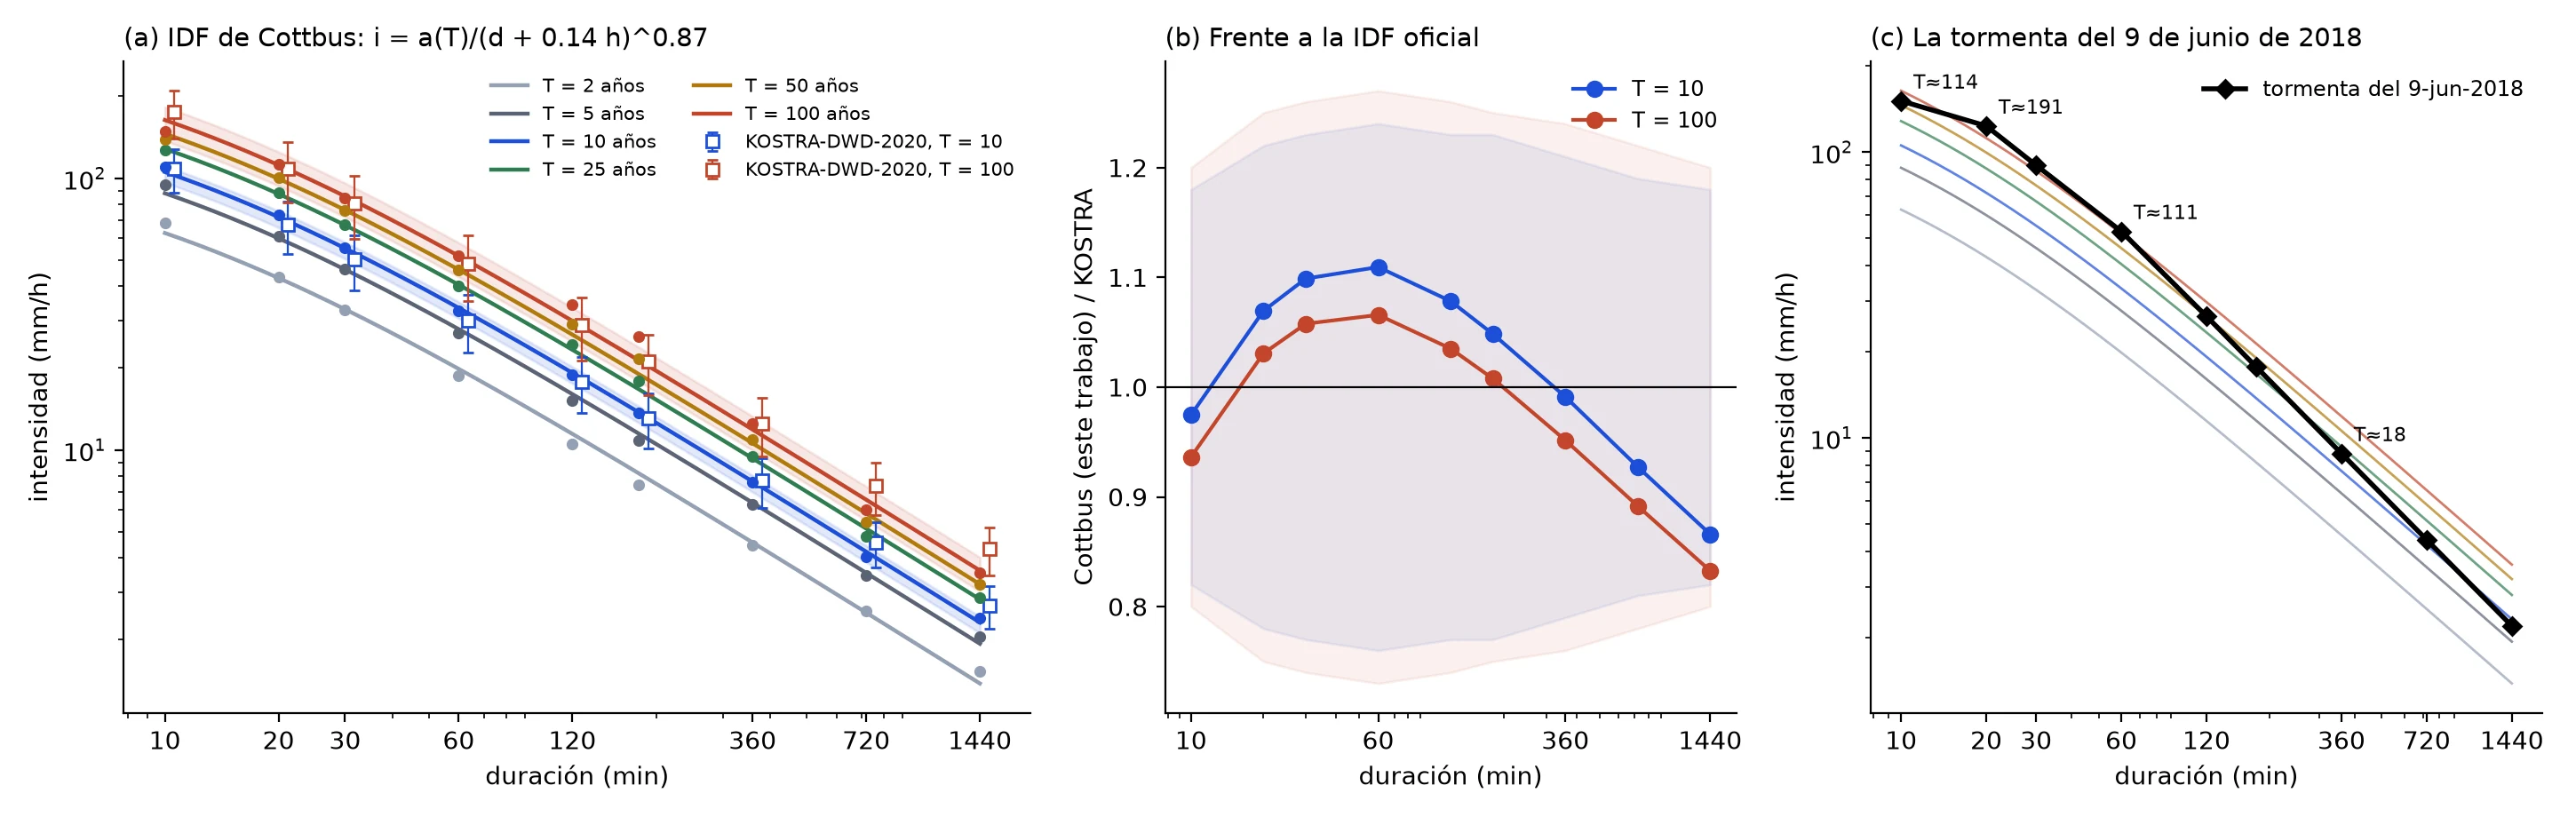 (a) IDF de Cottbus: i = a(T)/(d + 0.14 h)^0.87
T = 2 años
T = 5 años
T = 10 años
T = 25 años
T = 50 años
T = 100 años
KOSTRA-DWD-2020, T = 10
KOSTRA-DWD-2020, T = 100
intensidad (mm/h)
10²
10¹
10 20 30 60 120 360 720 1440
duración (min)
(b) Frente a la IDF oficial
T = 10
T = 100
Cottbus (este trabajo) / KOSTRA
1.2
1.1
1.0
0.9
0.8
10 60 360 1440
duración (min)
(c) La tormenta del 9 de junio de 2018
tormenta del 9-jun-2018
T≈114
T≈191
T≈111
T≈18
intensidad (mm/h)
10²
10¹
10 20 30 60 120 360 720 1440
duración (min)